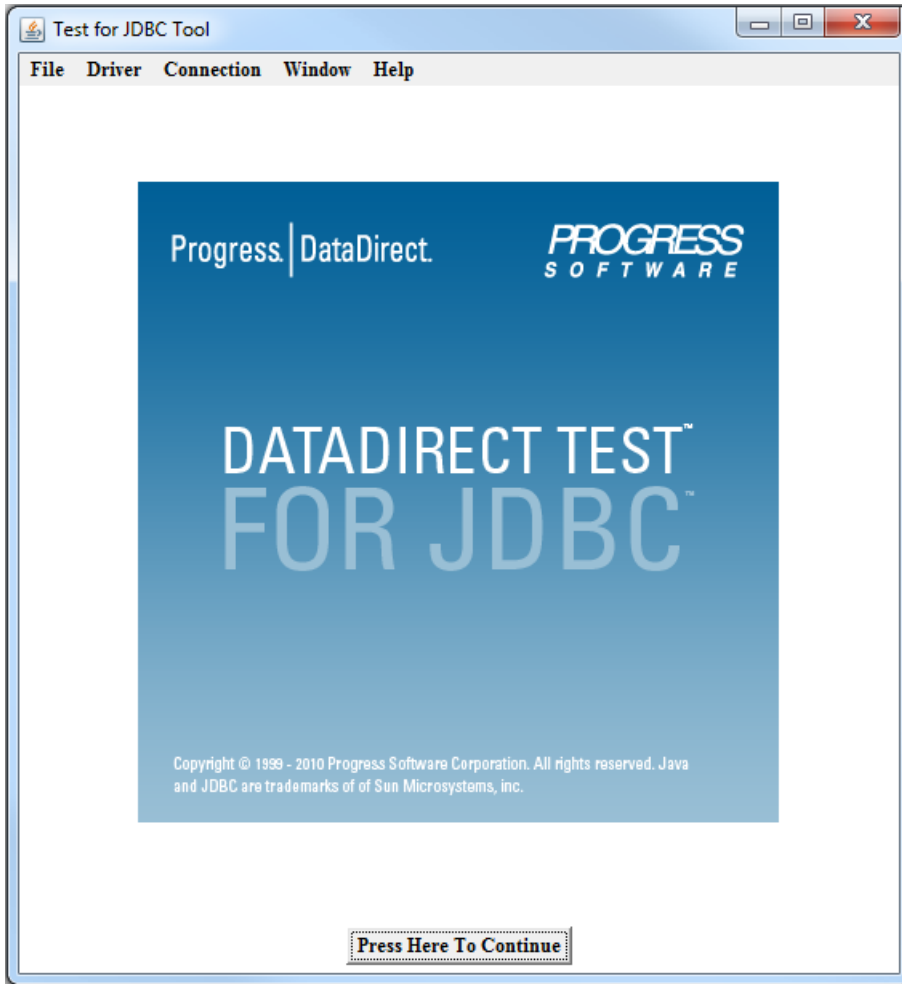 Test for JDBC Tool
File Driver Connection Window Help
Progress. DataDirect.
PROGRESS
SOFTWARE
DATADIRECT TEST™
FOR JDBC™
Copyright © 1999 - 2010 Progress Software Corporation. All rights reserved. Java
and JDBC are trademarks of of Sun Microsystems, inc.
Press Here To Continue